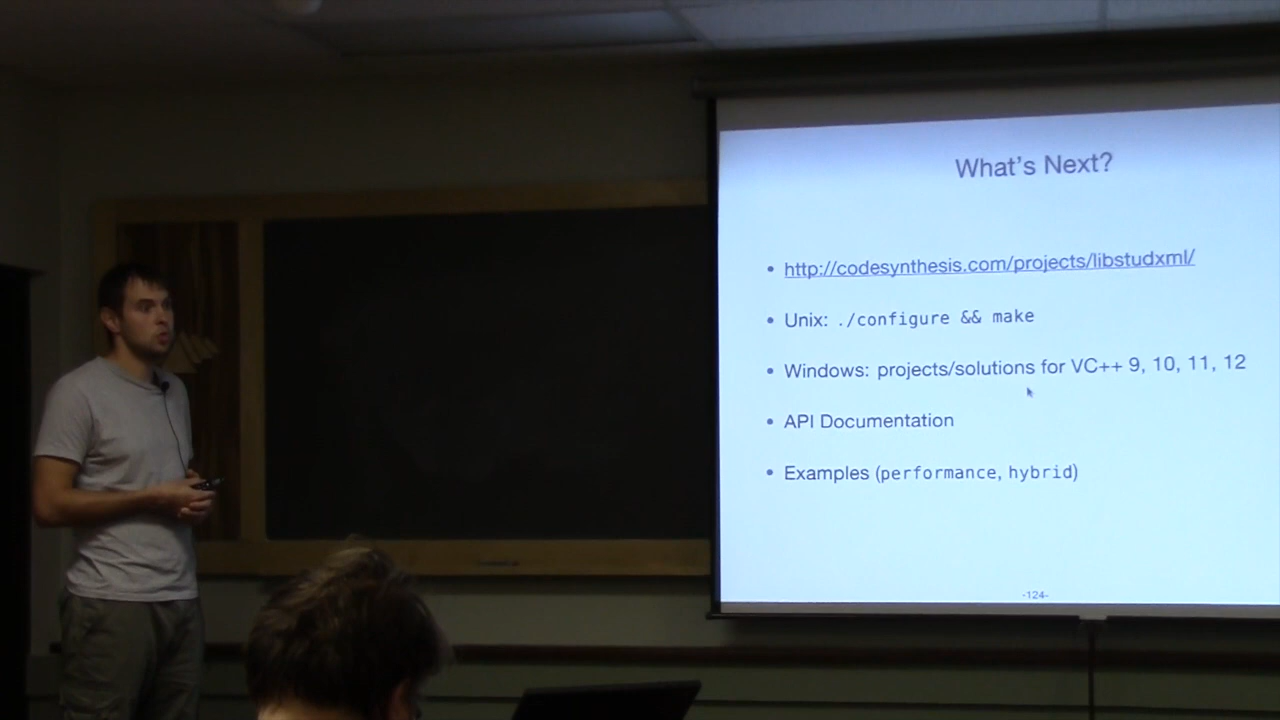 What's Next?
• http://codesynthesis.com/projects/libstudxml/
• Unix: ./configure && make
• Windows: projects/solutions for VC++ 9, 10, 11, 12
• API Documentation
• Examples (performance, hybrid)
-124-